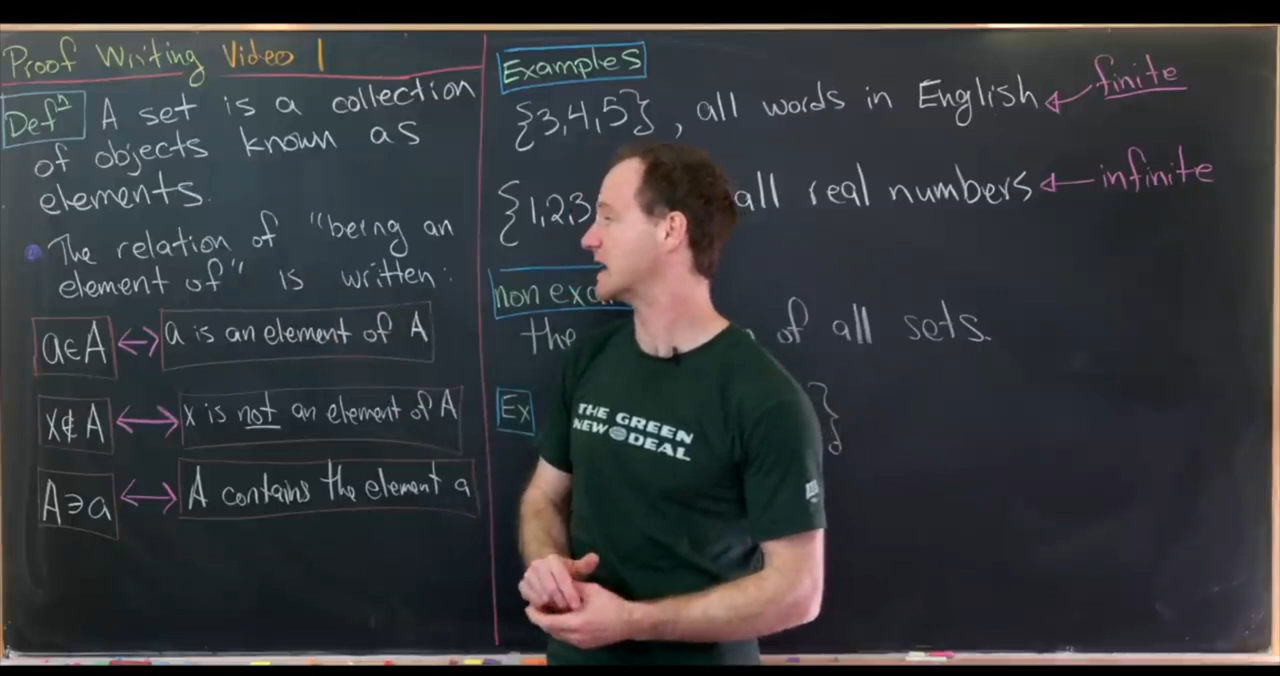 Proof Writing Video 1
Defⁿ A set is a collection
of objects known as
elements.
• The relation of "being an
element of" is written:
a∈A ↔ a is an element of A
x∉A ↔ x is not an element of A
A∋a ↔ A contains the element a
Examples
{3,4,5}, all words in English ← finite
{1,2,3 all real numbers ← infinite
non
the of all sets.
Ex }
THE GREEN
NEW DEAL